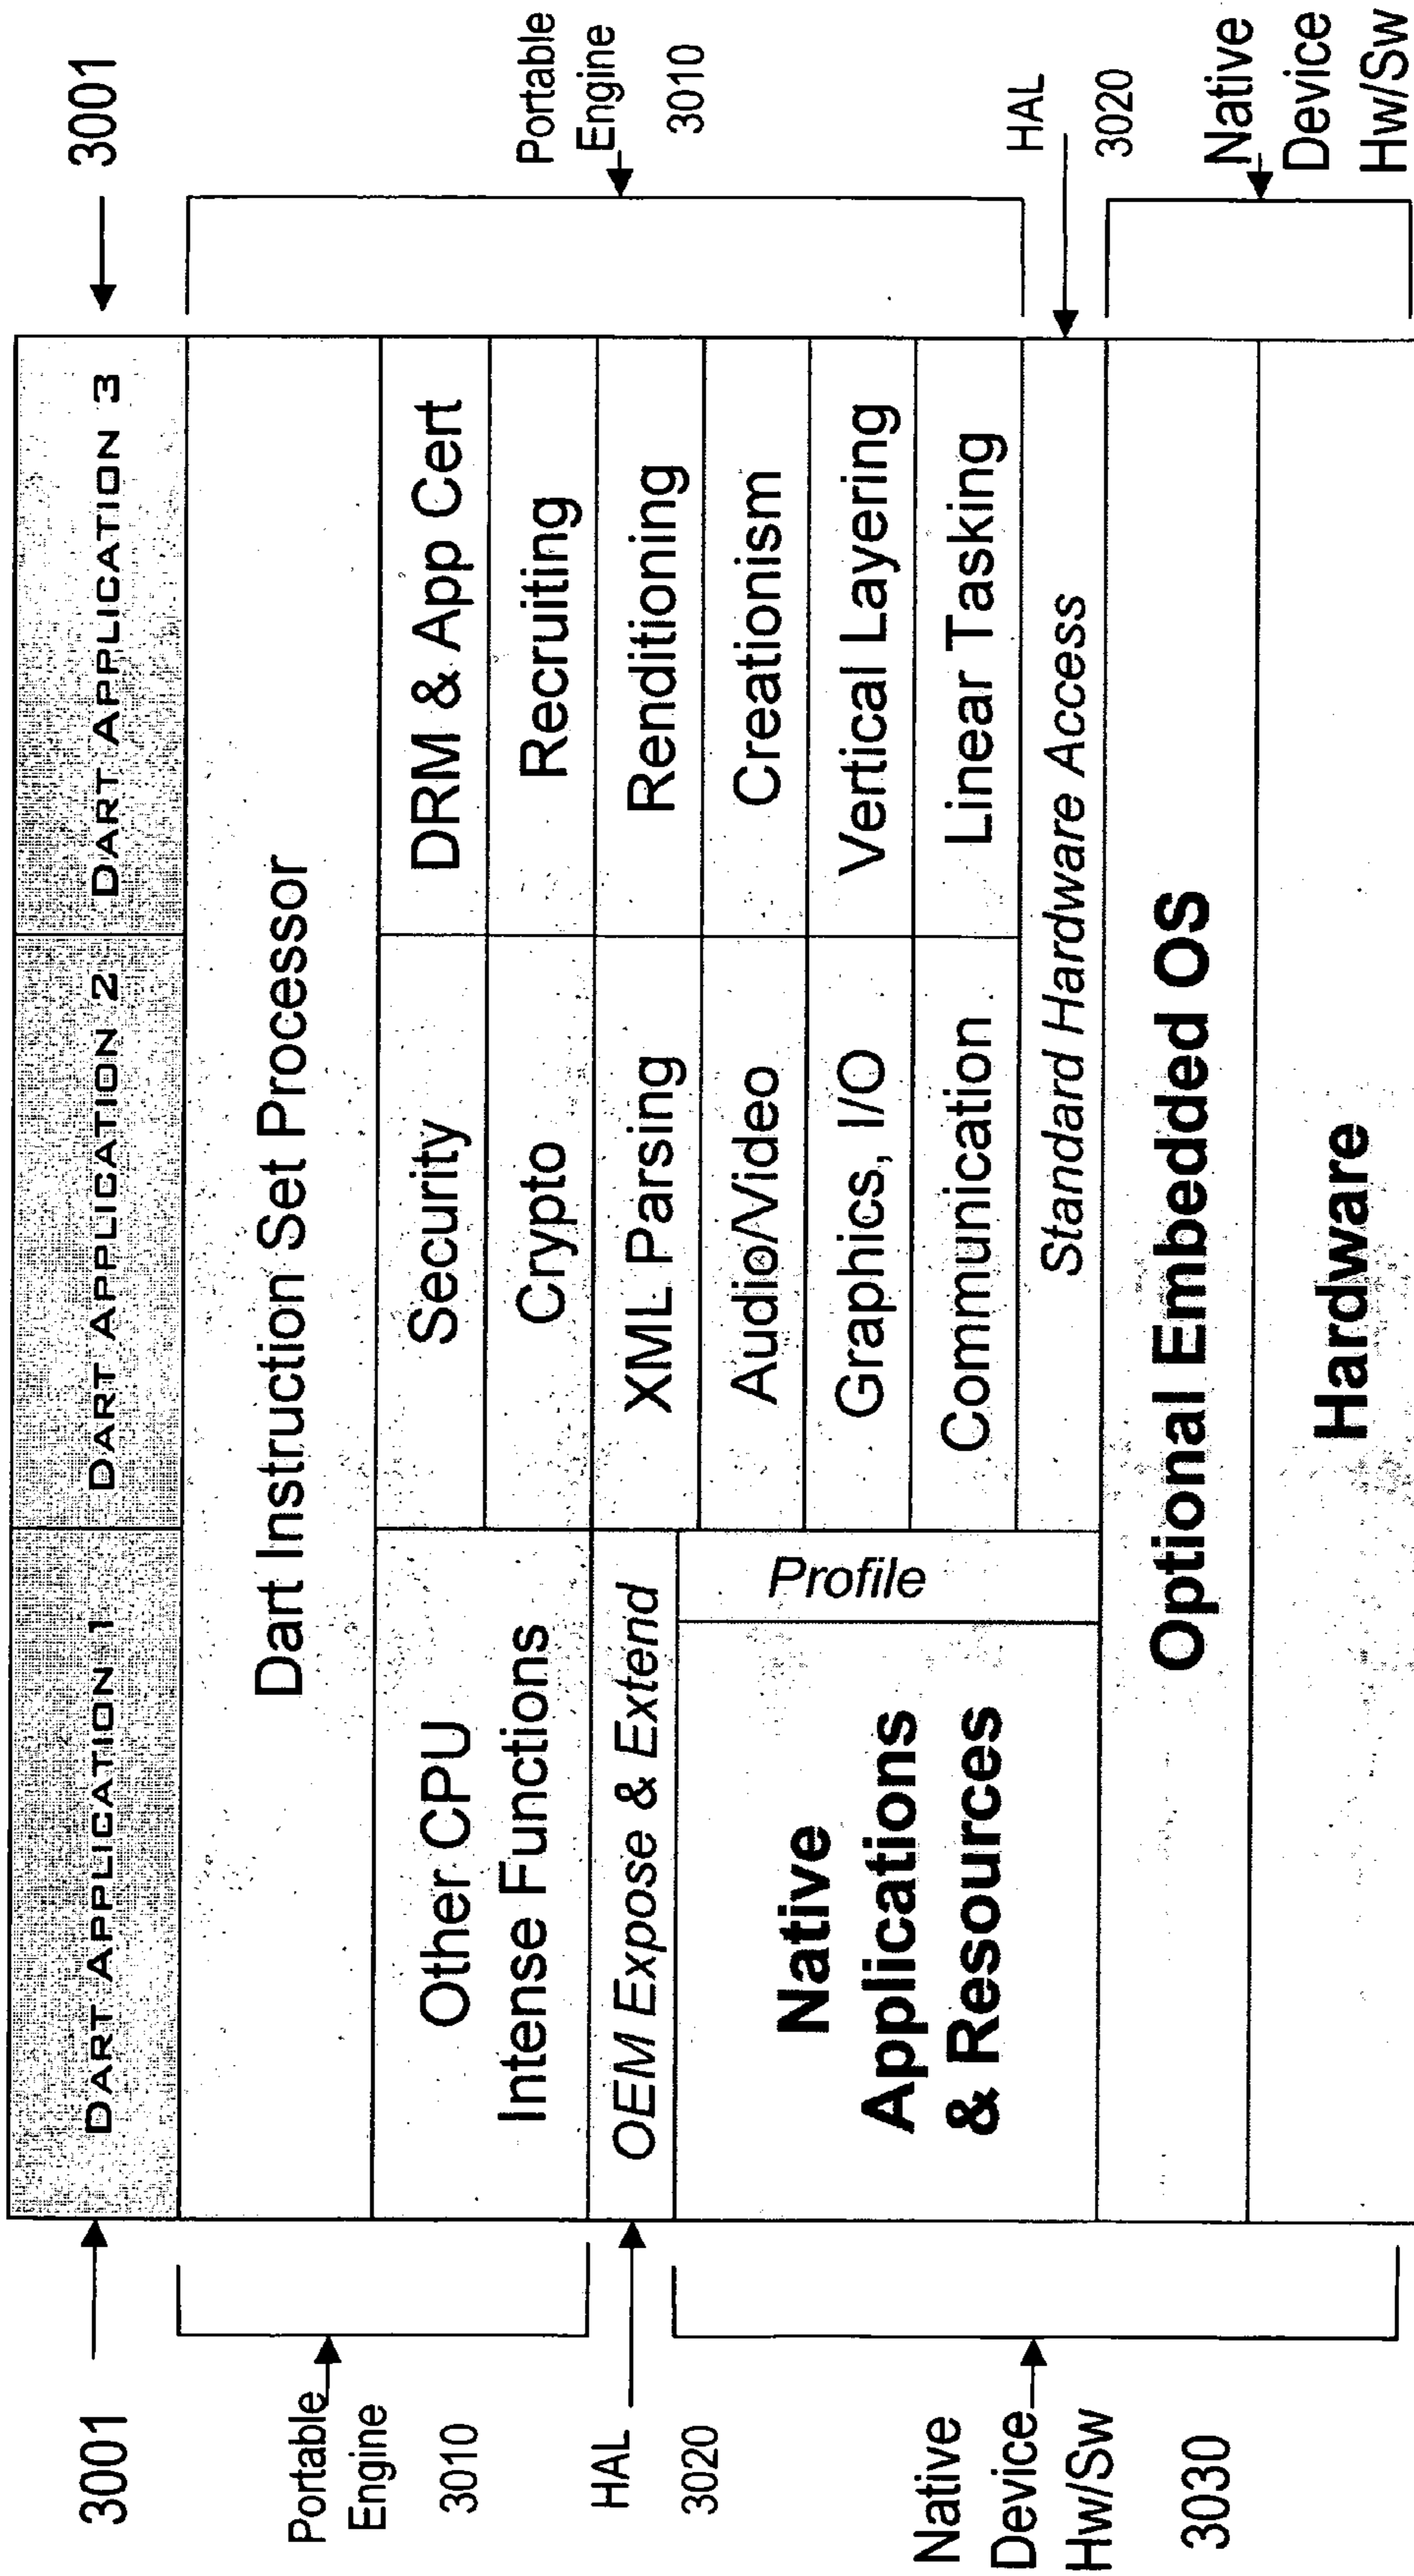 3001
DART APPLICATION 1
DART APPLICATION 2
DART APPLICATION 3
3001
Portable
Engine
3010
Dart Instruction Set Processor
Portable
Engine
3010
Other CPU
Intense Functions
Security
DRM & App Cert
Crypto
Recruiting
HAL
3020
OEM Expose & Extend
XML Parsing
Renditioning
Native
Applications
& Resources
Profile
Audio/Video
Creationism
Graphics, I/O
Vertical Layering
Communication
Linear Tasking
Standard Hardware Access
HAL
3020
Native
Device
Hw/Sw
3030
Optional Embedded OS
Hardware
Native
Device
Hw/Sw